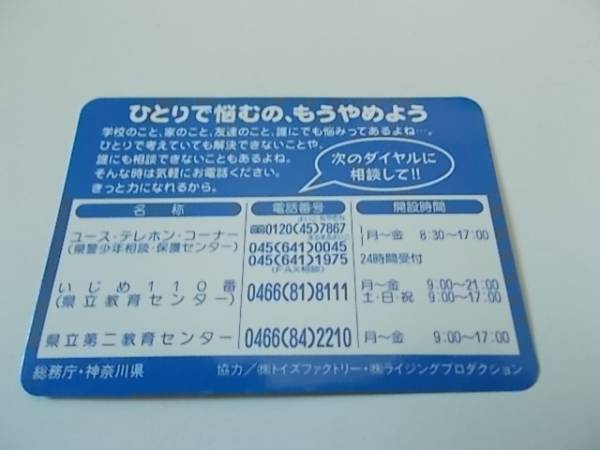 ひとりで悩むの、もうやめよう
学校のこと、家のこと、友達のこと、誰にでも悩みってあるよね…。
ひとりで考えていても解決できないことや、
誰にも相談できないこともあるよね。
そんな時は気軽にお電話ください。
きっと力になれるから。
次のダイヤルに
相談して!!
名称 電話番号 開設時間
ユース・テレホン・コーナー
(県警少年相談・保護センター)
0120(45)7867
045(641)0045
045(641)1975
(FAX相談)
月〜金 8:30〜17:00
24時間受付
いじめ110番
(県立教育センター)
0466(81)8111
月〜金 9:00〜21:00
土・日・祝 9:00〜17:00
県立第二教育センター 0466(84)2210 月〜金 9:00〜17:00
総務庁・神奈川県 協力/㈱トイズファクトリー・㈱ライジングプロダクション